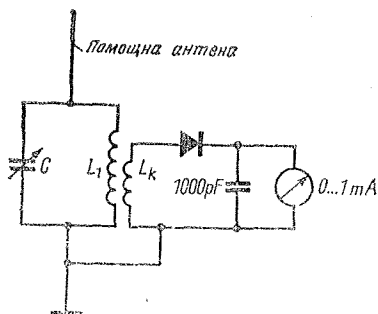 Помощна антена
C
L1
Lk
1000pF
0...1mA